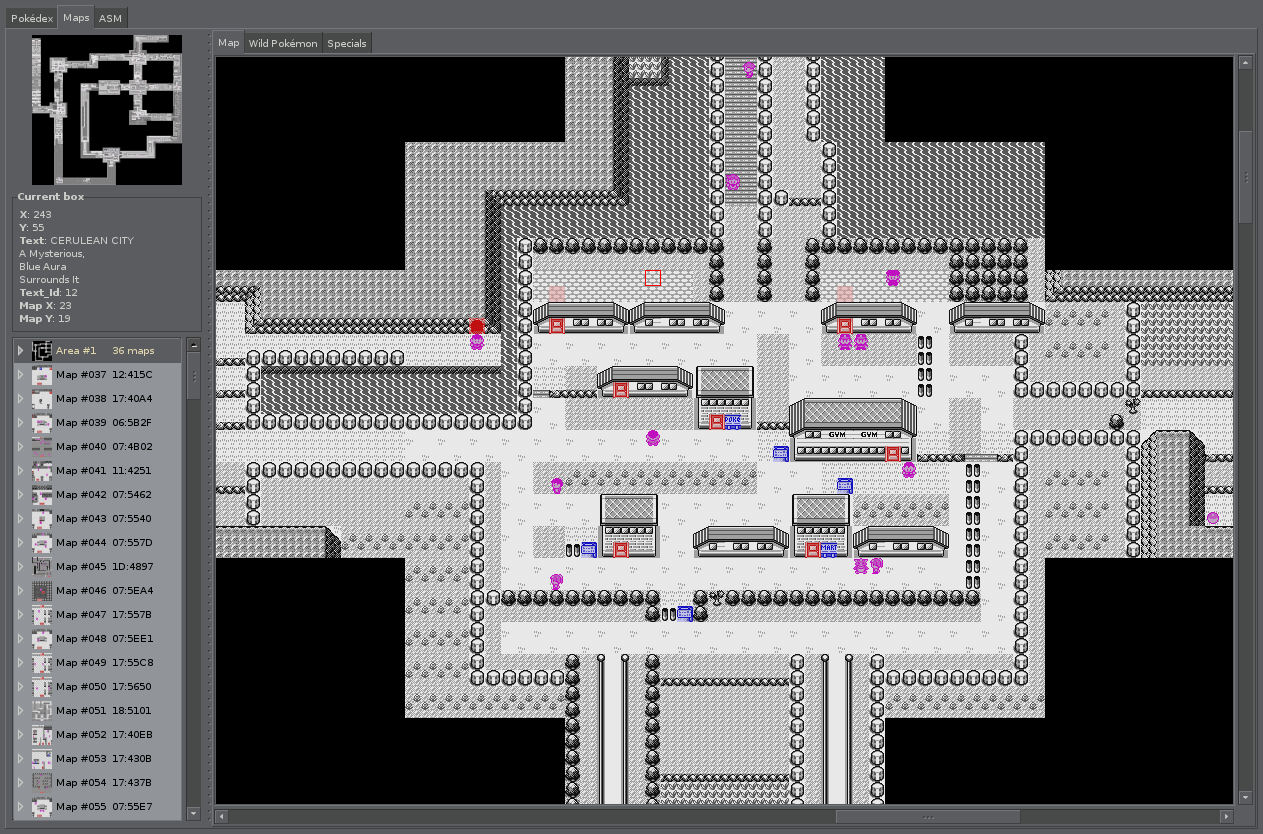 Pokédex Maps ASM
Map Wild Pokémon Specials
Current box
X: 243
Y: 55
Text: CERULEAN CITY
A Mysterious,
Blue Aura
Surrounds It
Text_Id: 12
Map X: 23
Map Y: 19
Area #1 36 maps
Map #037 12:415C
Map #038 17:40A4
Map #039 06:5B2F
Map #040 07:4B02
Map #041 11:4251
Map #042 07:5462
Map #043 07:5540
Map #044 07:557D
Map #045 1D:4897
Map #046 07:5EA4
Map #047 17:557B
Map #048 07:5EE1
Map #049 17:55C8
Map #050 17:5650
Map #051 18:5101
Map #052 17:40EB
Map #053 17:430B
Map #054 17:437B
Map #055 07:55E7
POKé
GYM GYM
MART